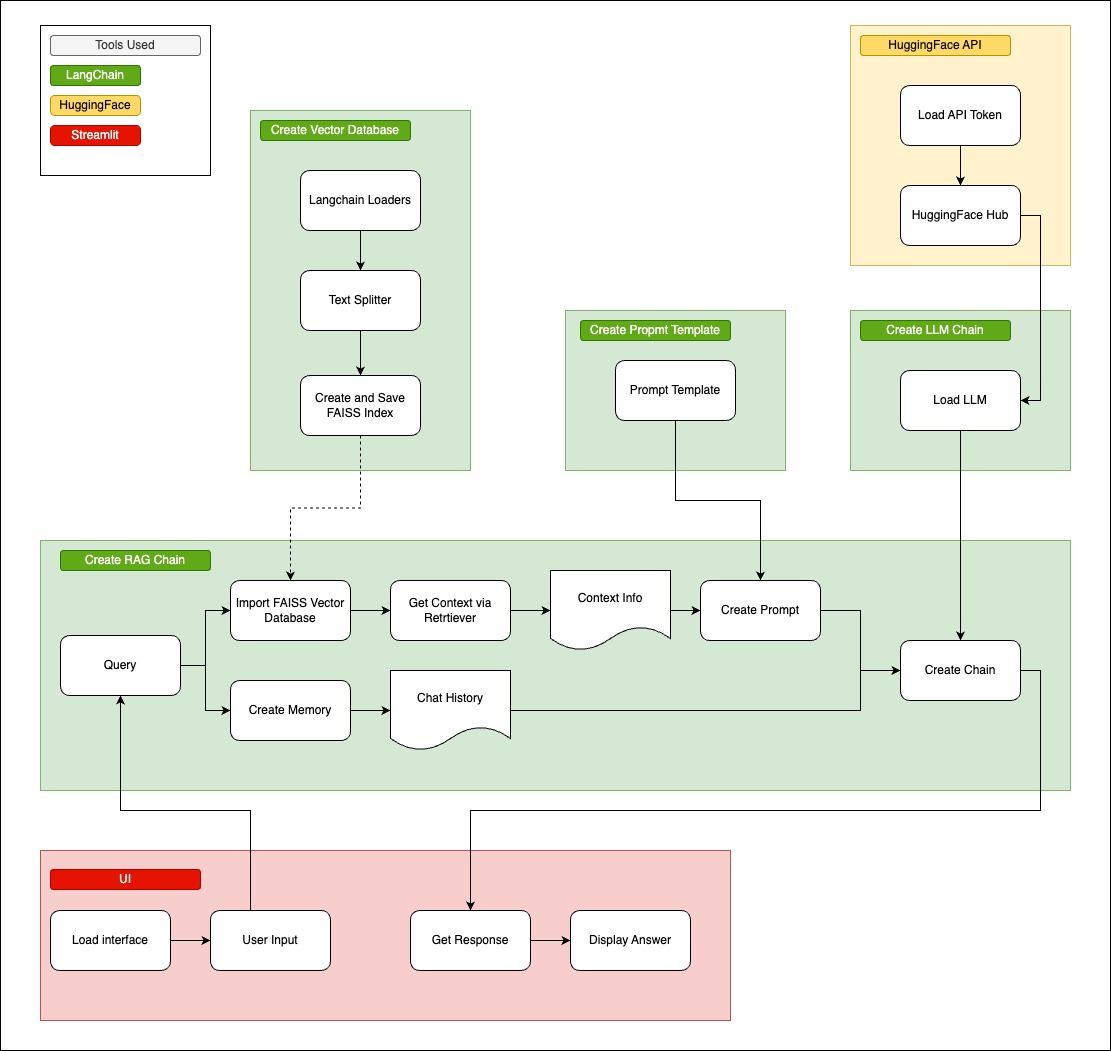 Tools Used
LangChain
HuggingFace
Streamlit
HuggingFace API
Load API Token
HuggingFace Hub
Create Vector Database
Langchain Loaders
Text Splitter
Create and Save
FAISS Index
Create Propmt Template
Prompt Template
Create LLM Chain
Load LLM
Create RAG Chain
Query
Import FAISS Vector
Database
Get Context via
Retrtiever
Context Info
Create Prompt
Create Memory
Chat History
Create Chain
UI
Load interface
User Input
Get Response
Display Answer